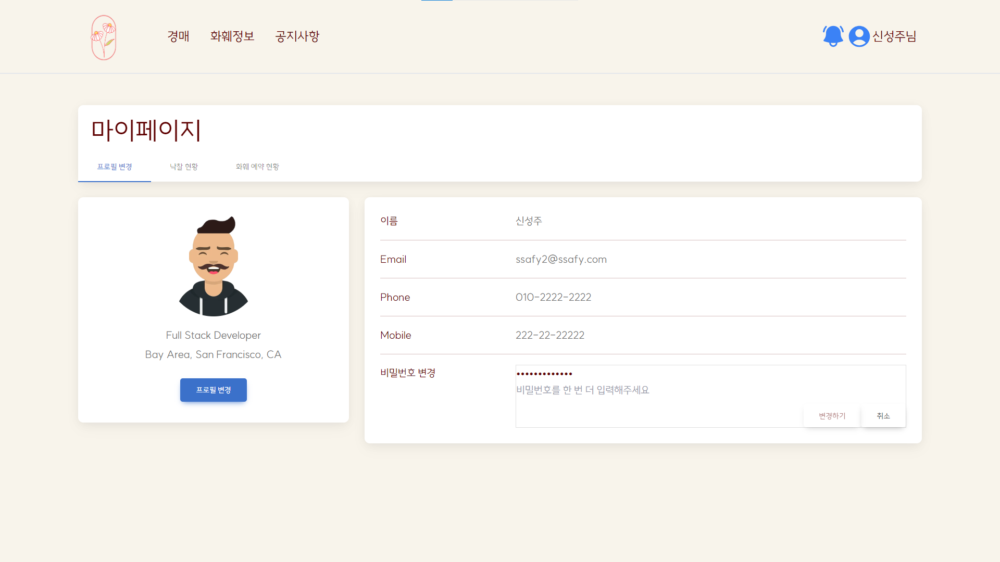 경매 화훼정보 공지사항 신성주님
마이페이지
프로필 변경 낙찰 현황 화훼 예약 현황
Full Stack Developer
Bay Area, San Francisco, CA
프로필 변경
이름 신성주
Email ssafy2@ssafy.com
Phone 010-2222-2222
Mobile 222-22-22222
비밀번호 변경 •••••••••••••
비밀번호를 한 번 더 입력해주세요
변경하기 취소